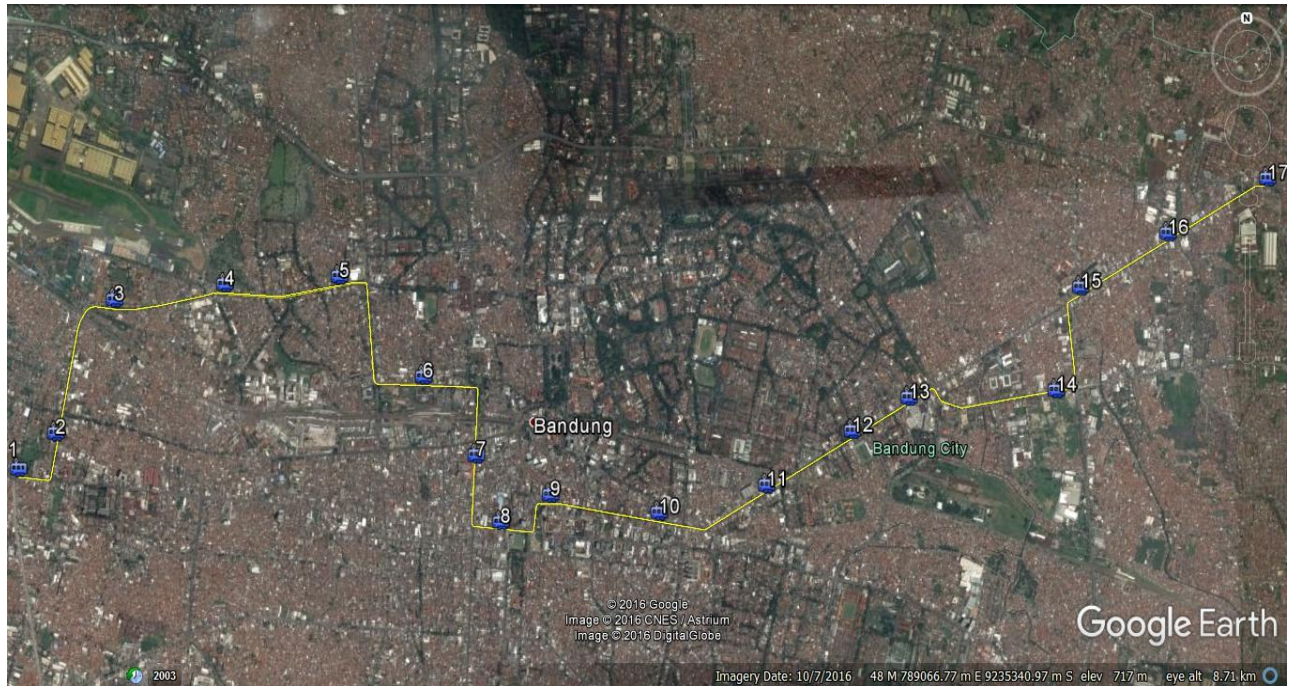 N
17
16
5
4
3
15
6
14
13
Bandung
2
12
Bandung City
7
1
11
9
10
8
© 2016 Google
Image © 2016 CNES / Astrium
Image © 2016 DigitalGlobe
Google Earth
2003
Imagery Date: 10/7/2016 48 M 789066.77 m E 9235340.97 m S elev 717 m eye alt 8.71 km